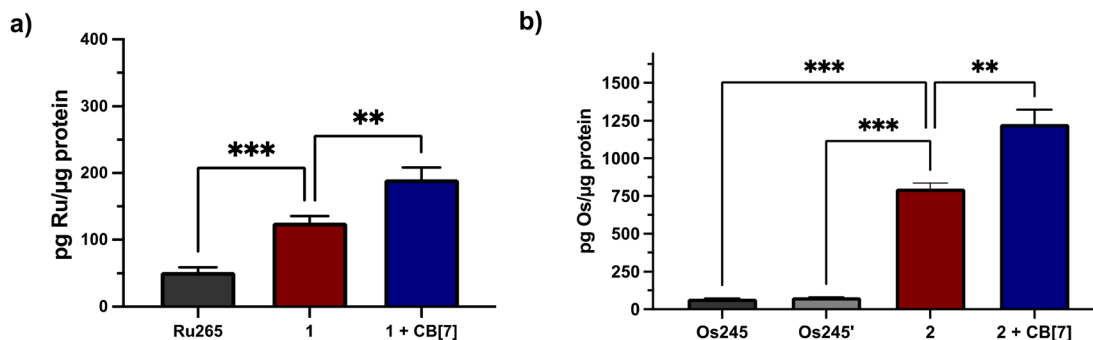 a)
pg Ru/µg protein
400
300
200
100
0
***
**
Ru265
1
1 + CB[7]
b)
pg Os/µg protein
1500
1250
1000
750
500
250
0
***
**
***
Os245
Os245'
2
2 + CB[7]